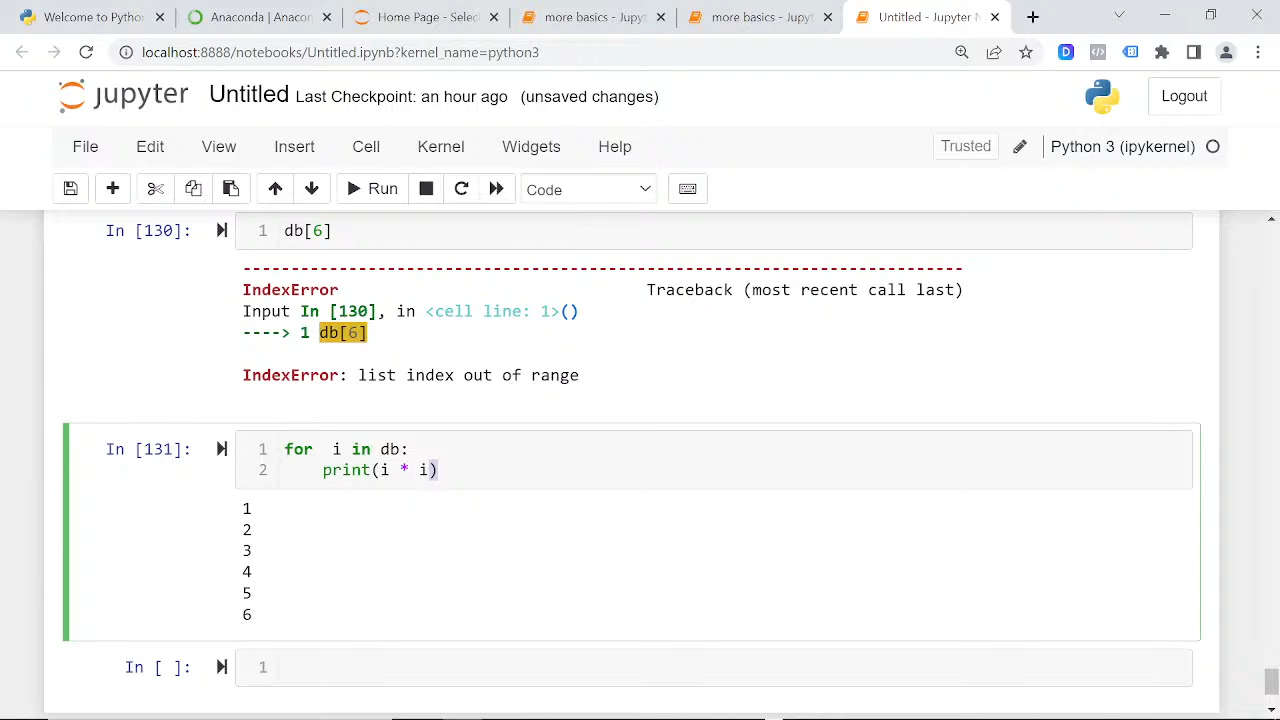 Welcome to Python.
Anaconda | Anacon
Home Page - Select
more basics - Jupyt
more basics - Jupyt
Untitled - Jupyter N
localhost:8888/notebooks/Untitled.ipynb?kernel_name=python3
jupyter Untitled Last Checkpoint: an hour ago (unsaved changes)
Logout
File Edit View Insert Cell Kernel Widgets Help
Trusted
Python 3 (ipykernel)
Run
Code
In [130]: 1 db[6]
---------------------------------------------------------------------------
IndexError Traceback (most recent call last)
Input In [130], in <cell line: 1>()
----> 1 db[6]
IndexError: list index out of range
In [131]: 1 for  i in db:
2 print(i * i)
1
2
3
4
5
6
In [ ]: 1